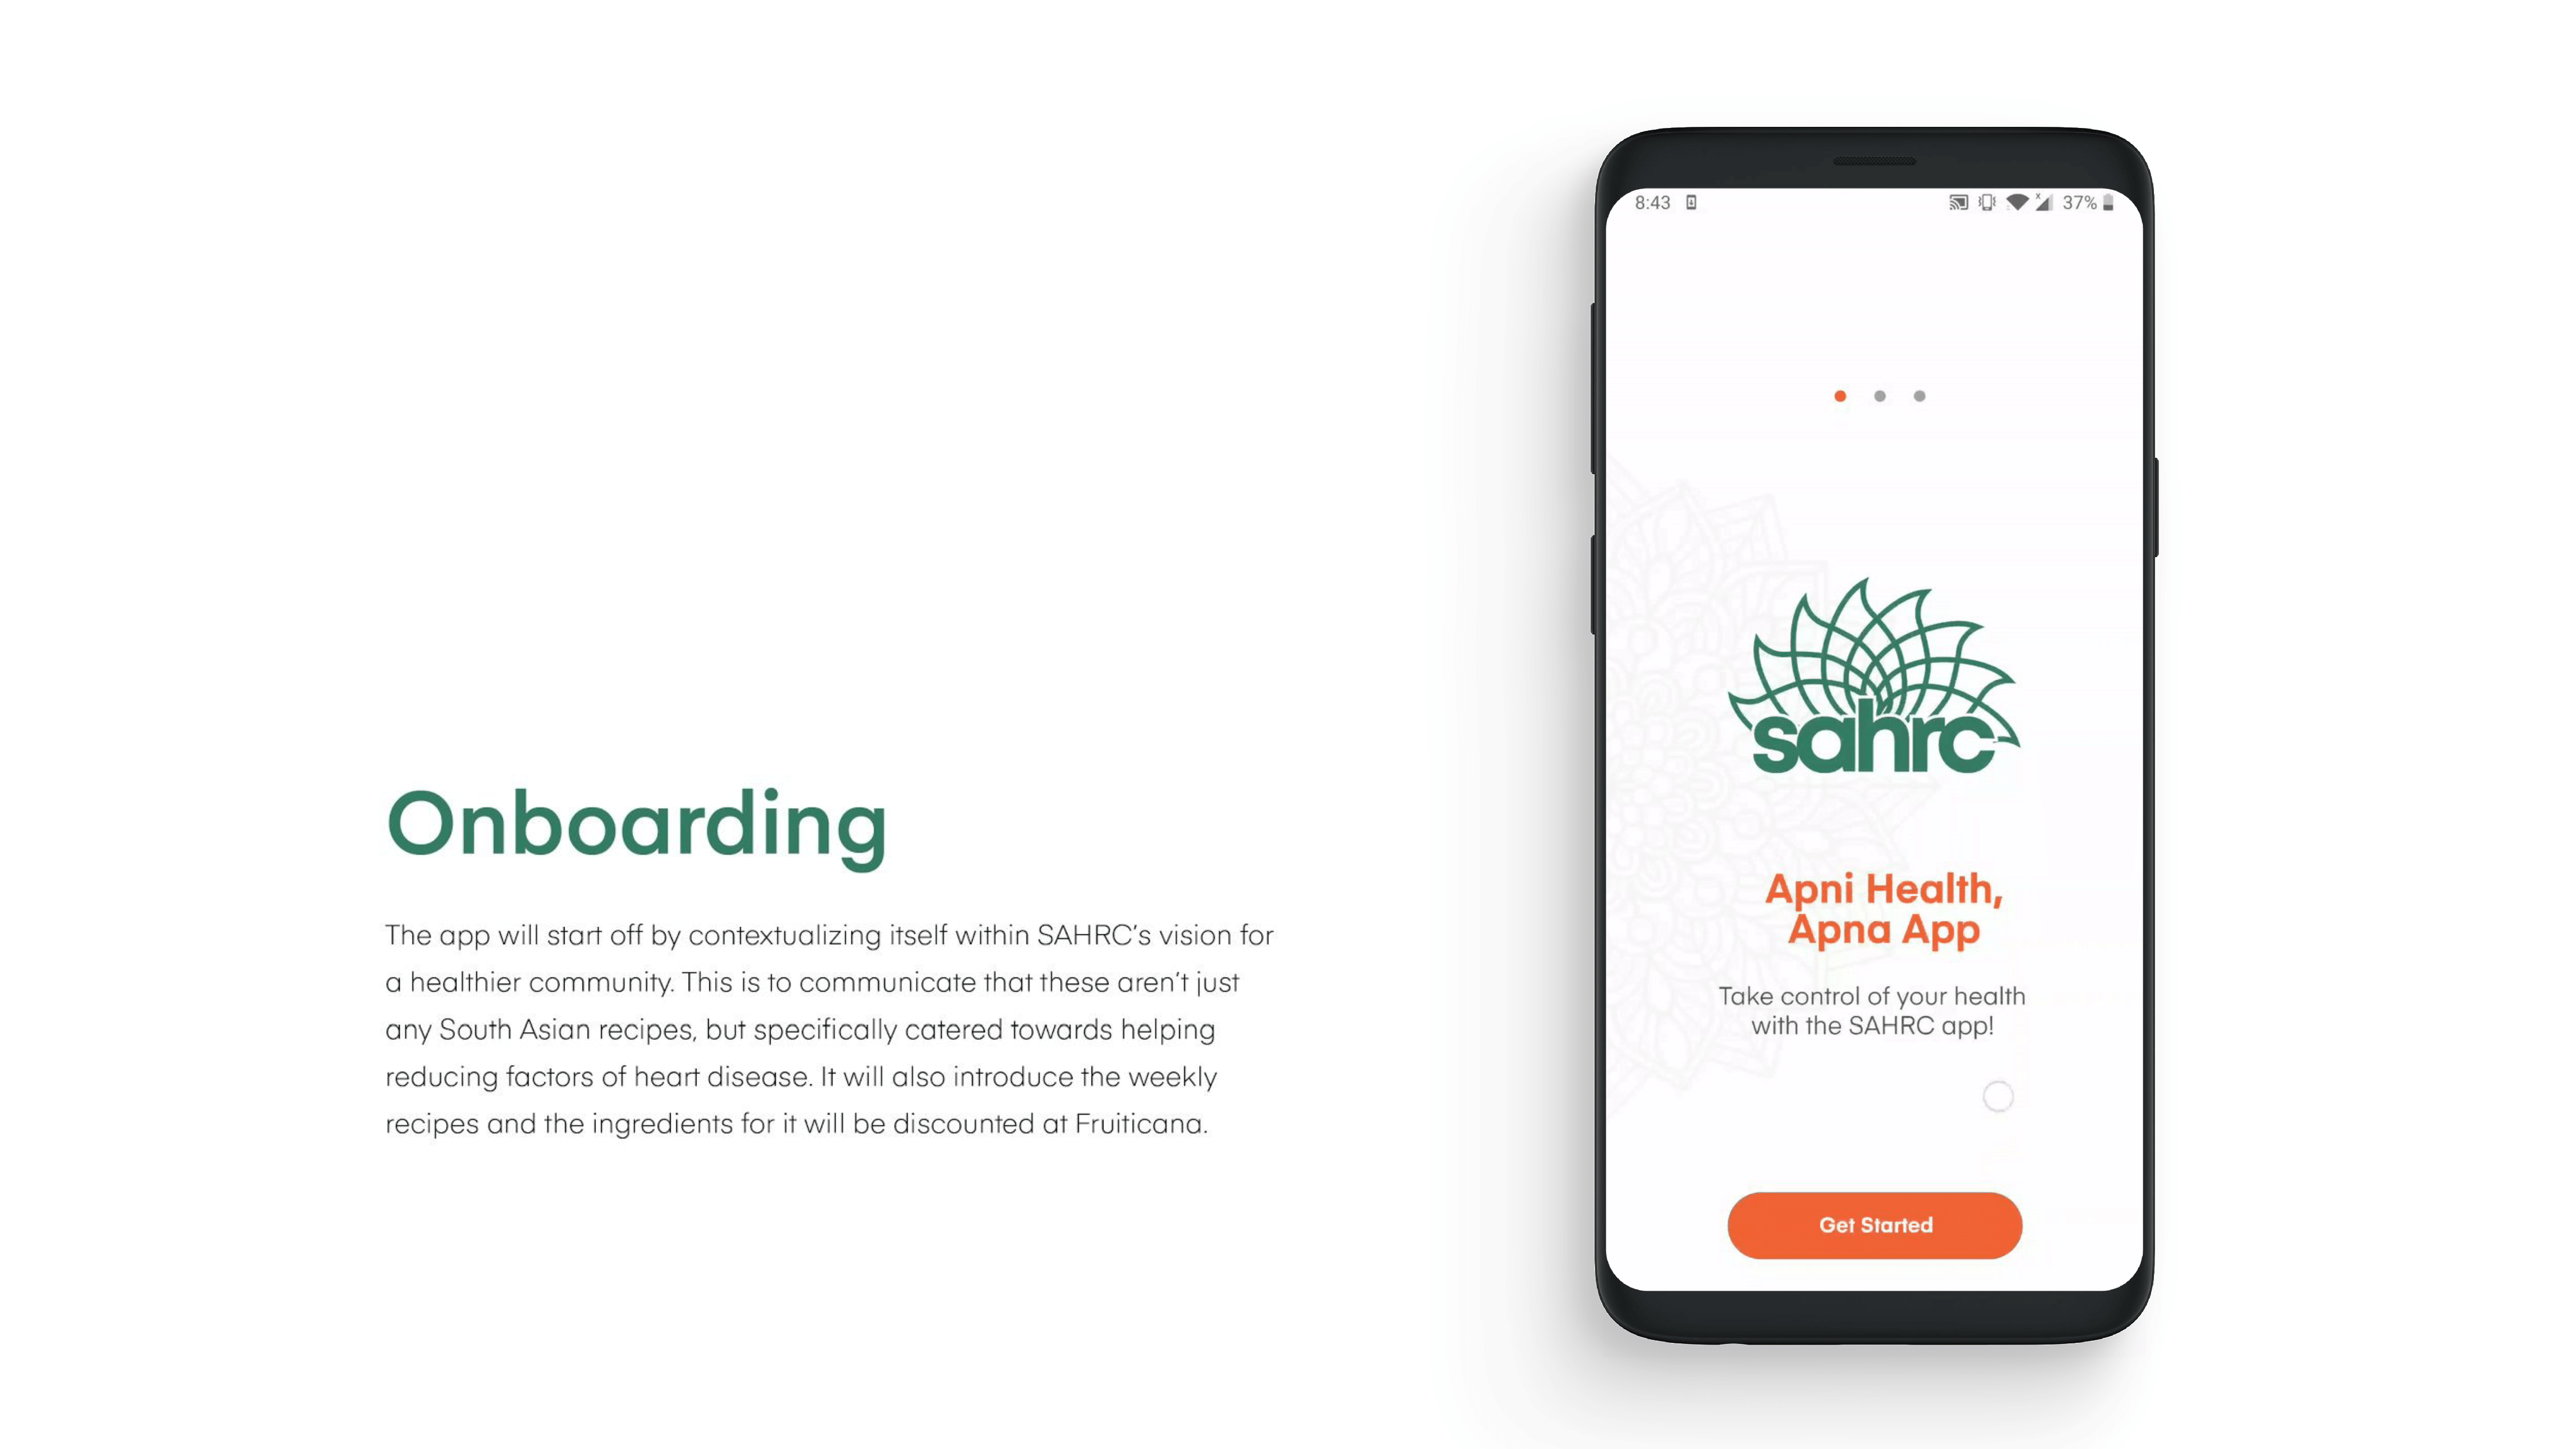 Onboarding
The app will start off by contextualizing itself within SAHRC's vision for
a healthier community. This is to communicate that these aren't just
any South Asian recipes, but specifically catered towards helping
reducing factors of heart disease. It will also introduce the weekly
recipes and the ingredients for it will be discounted at Fruiticana.
8:43
37%
sahrc
Apni Health,
Apna App
Take control of your health
with the SAHRC app!
Get Started